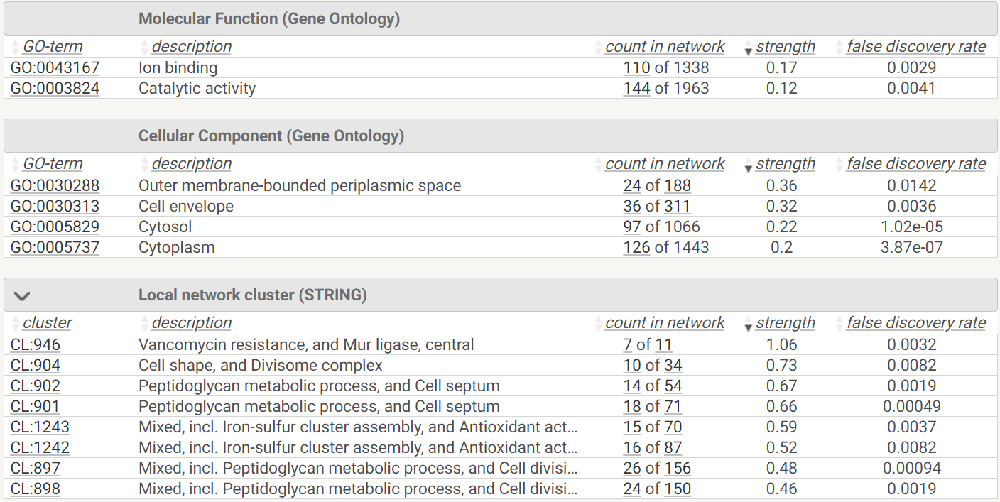 Molecular Function (Gene Ontology)
GO-term description count in network strength false discovery rate
GO:0043167 Ion binding 110 of 1338 0.17 0.0029
GO:0003824 Catalytic activity 144 of 1963 0.12 0.0041
Cellular Component (Gene Ontology)
GO-term description count in network strength false discovery rate
GO:0030288 Outer membrane-bounded periplasmic space 24 of 188 0.36 0.0142
GO:0030313 Cell envelope 36 of 311 0.32 0.0036
GO:0005829 Cytosol 97 of 1066 0.22 1.02e-05
GO:0005737 Cytoplasm 126 of 1443 0.2 3.87e-07
Local network cluster (STRING)
cluster description count in network strength false discovery rate
CL:946 Vancomycin resistance, and Mur ligase, central 7 of 11 1.06 0.0032
CL:904 Cell shape, and Divisome complex 10 of 34 0.73 0.0082
CL:902 Peptidoglycan metabolic process, and Cell septum 14 of 54 0.67 0.0019
CL:901 Peptidoglycan metabolic process, and Cell septum 18 of 71 0.66 0.00049
CL:1243 Mixed, incl. Iron-sulfur cluster assembly, and Antioxidant act... 15 of 70 0.59 0.0037
CL:1242 Mixed, incl. Iron-sulfur cluster assembly, and Antioxidant act... 16 of 87 0.52 0.0082
CL:897 Mixed, incl. Peptidoglycan metabolic process, and Cell divisi... 26 of 156 0.48 0.00094
CL:898 Mixed, incl. Peptidoglycan metabolic process, and Cell divisi... 24 of 150 0.46 0.0019